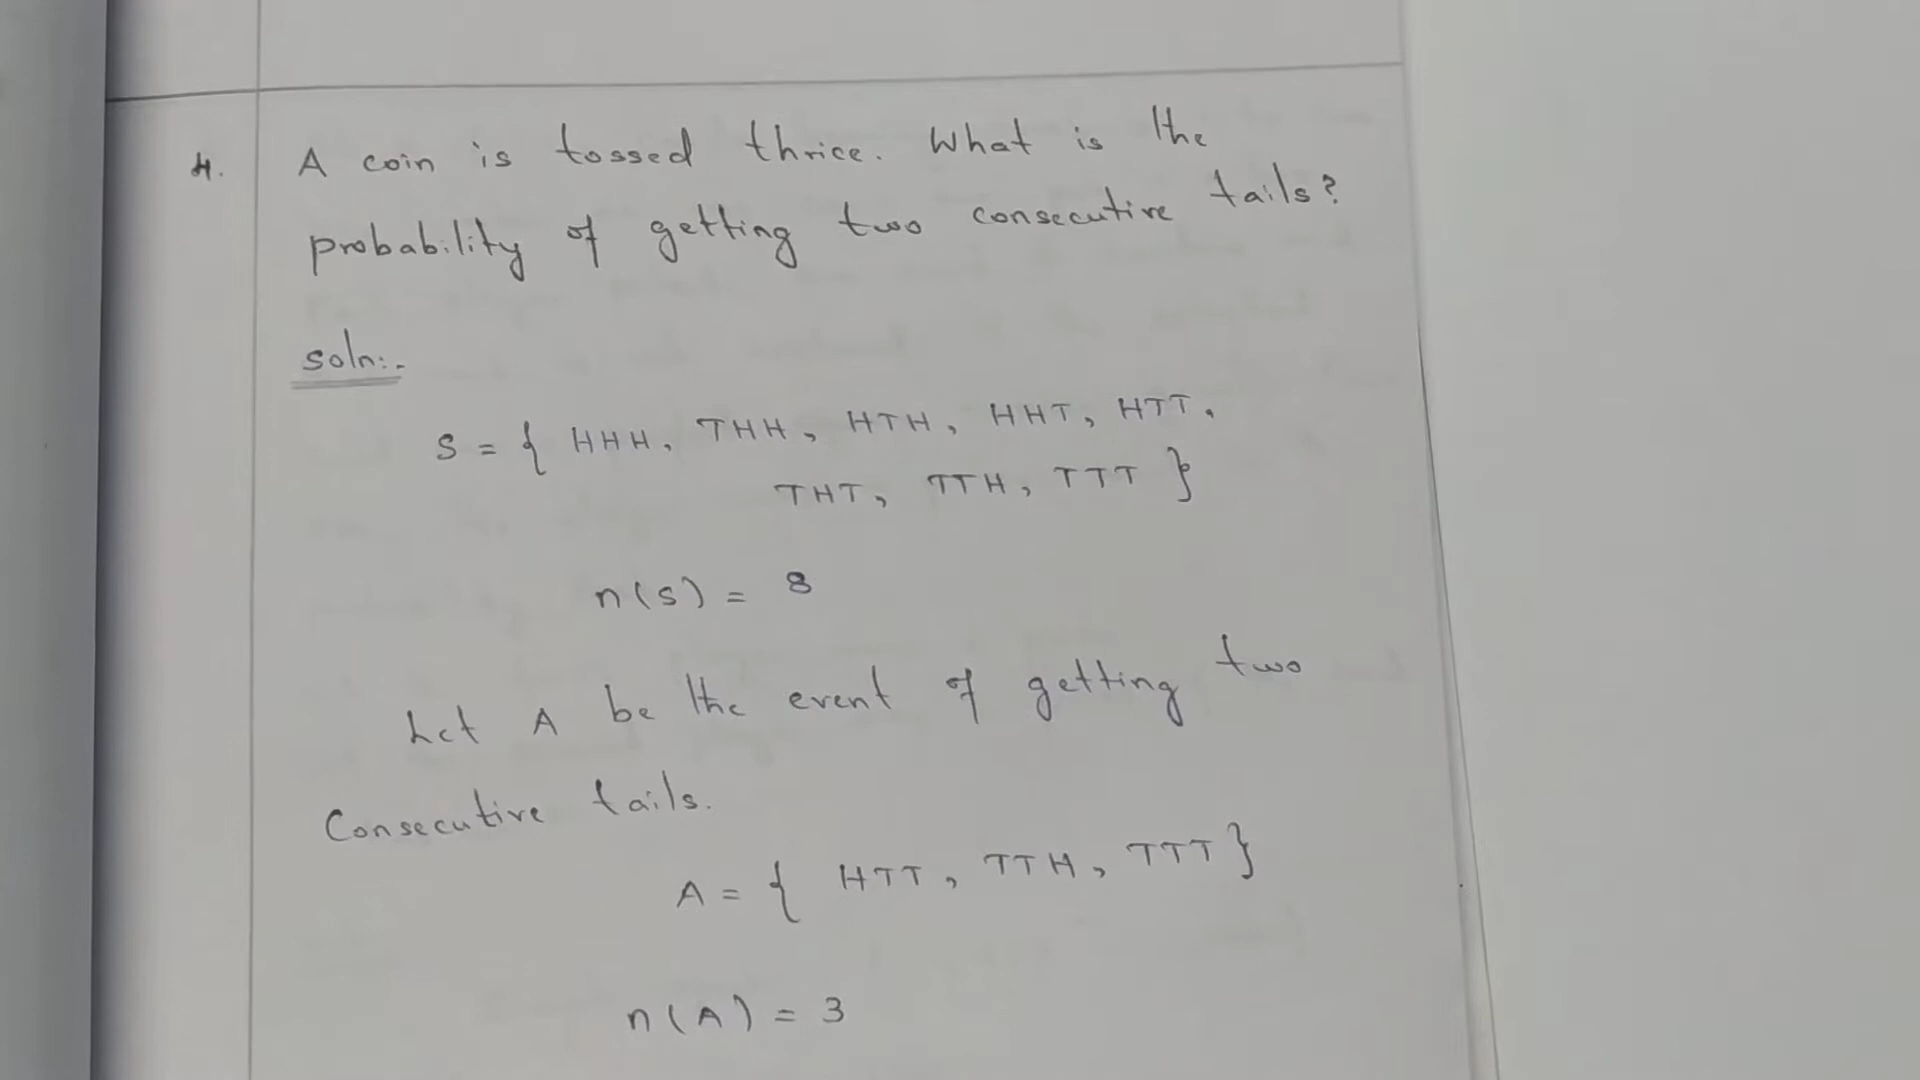 4. A coin is tossed thrice. What is the
probability of getting two consecutive tails?
soln:-
S = { HHH, THH, HTH, HHT, HTT,
THT, TTH, TTT }
n(s) = 8
Let A be the event of getting two
Consecutive tails.
A = { HTT, TTH, TTT }
n(A) = 3